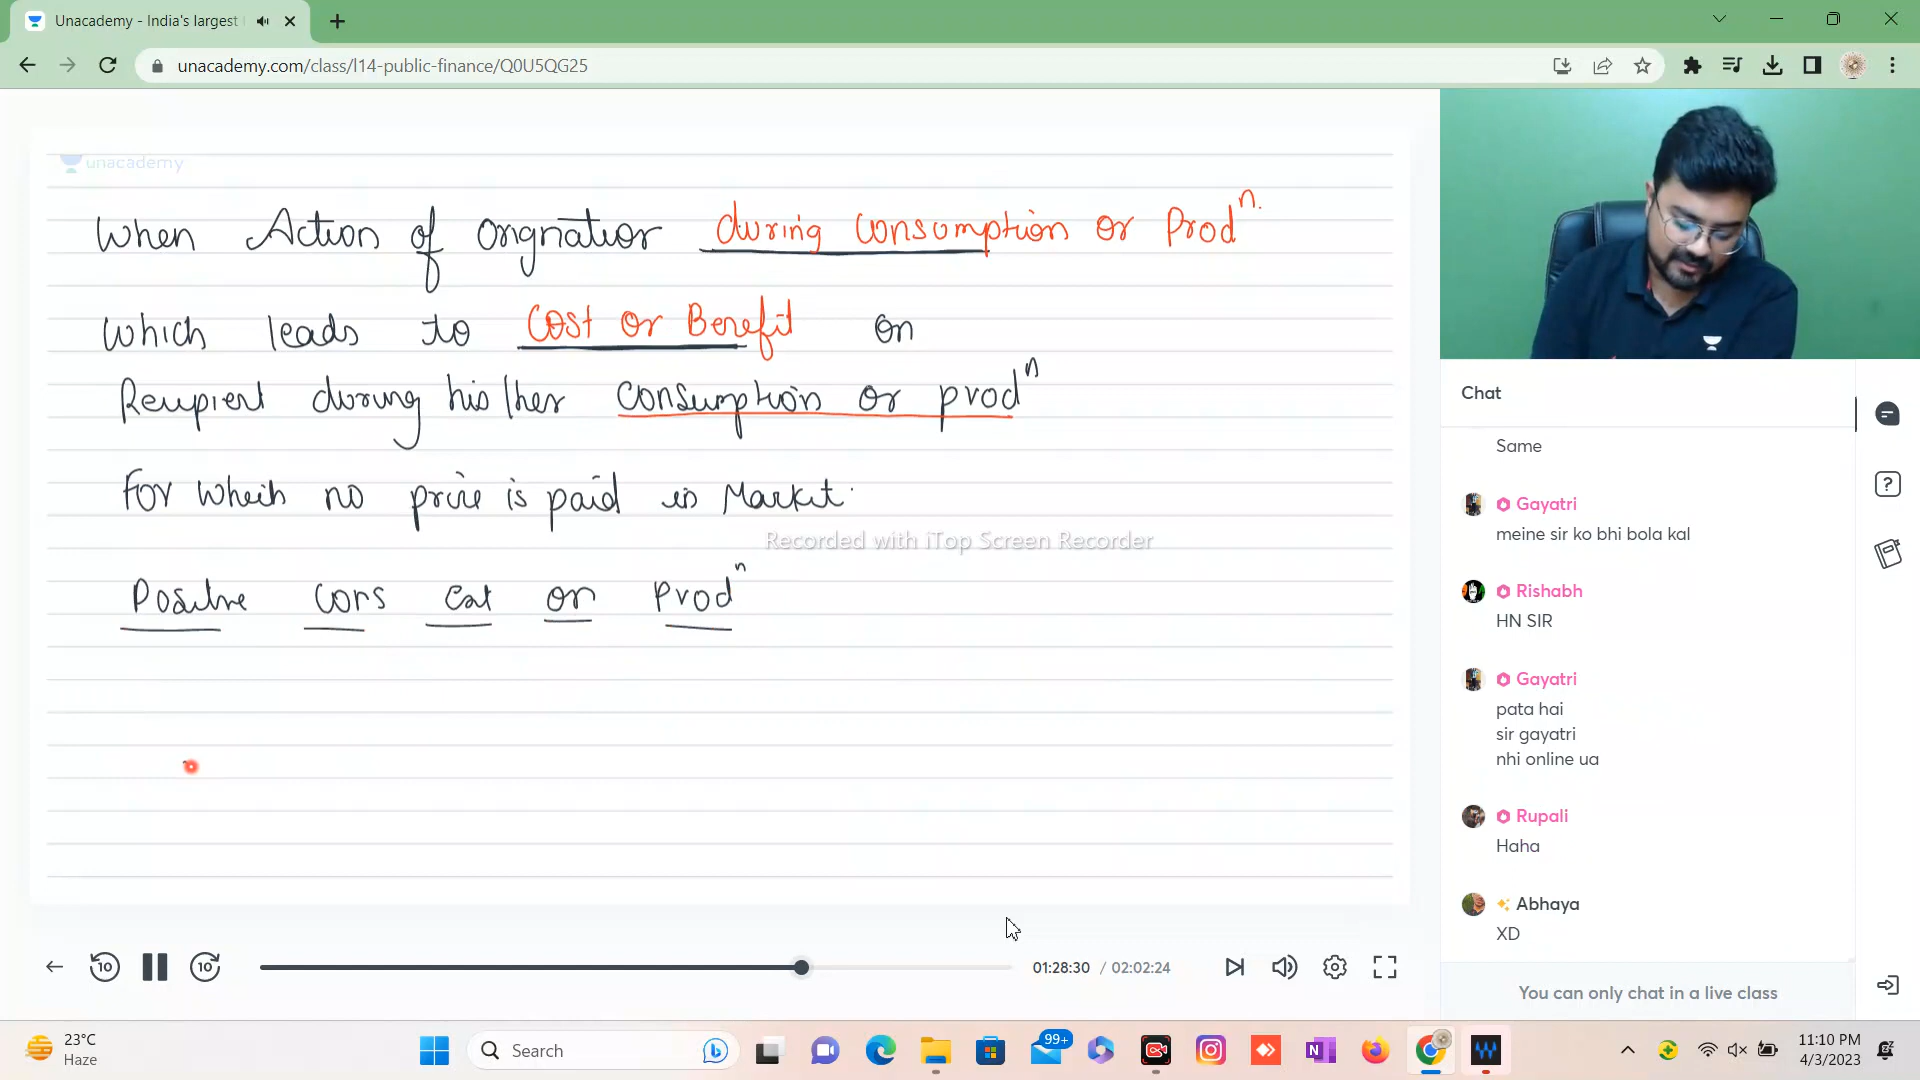 Unacademy - India's largest
unacademy.com/class/l14-public-finance/Q0U5QG25
unacademy
When Action of Orignatior during Consumption or Prodⁿ.
Which leads to Cost or Benefit on
Recipient during his/her Consumption or prodⁿ
For which no price is paid in Market.
Recorded with iTop Screen Recorder
Positive Cons Ext on Prodⁿ
10
10
01:28:30 / 02:02:24
Chat
Same
Gayatri
meine sir ko bhi bola kal
Rishabh
HN SIR
Gayatri
pata hai
sir gayatri
nhi online ua
Rupali
Haha
Abhaya
XD
You can only chat in a live class
23°C
Haze
Search
99+
11:10 PM
4/3/2023